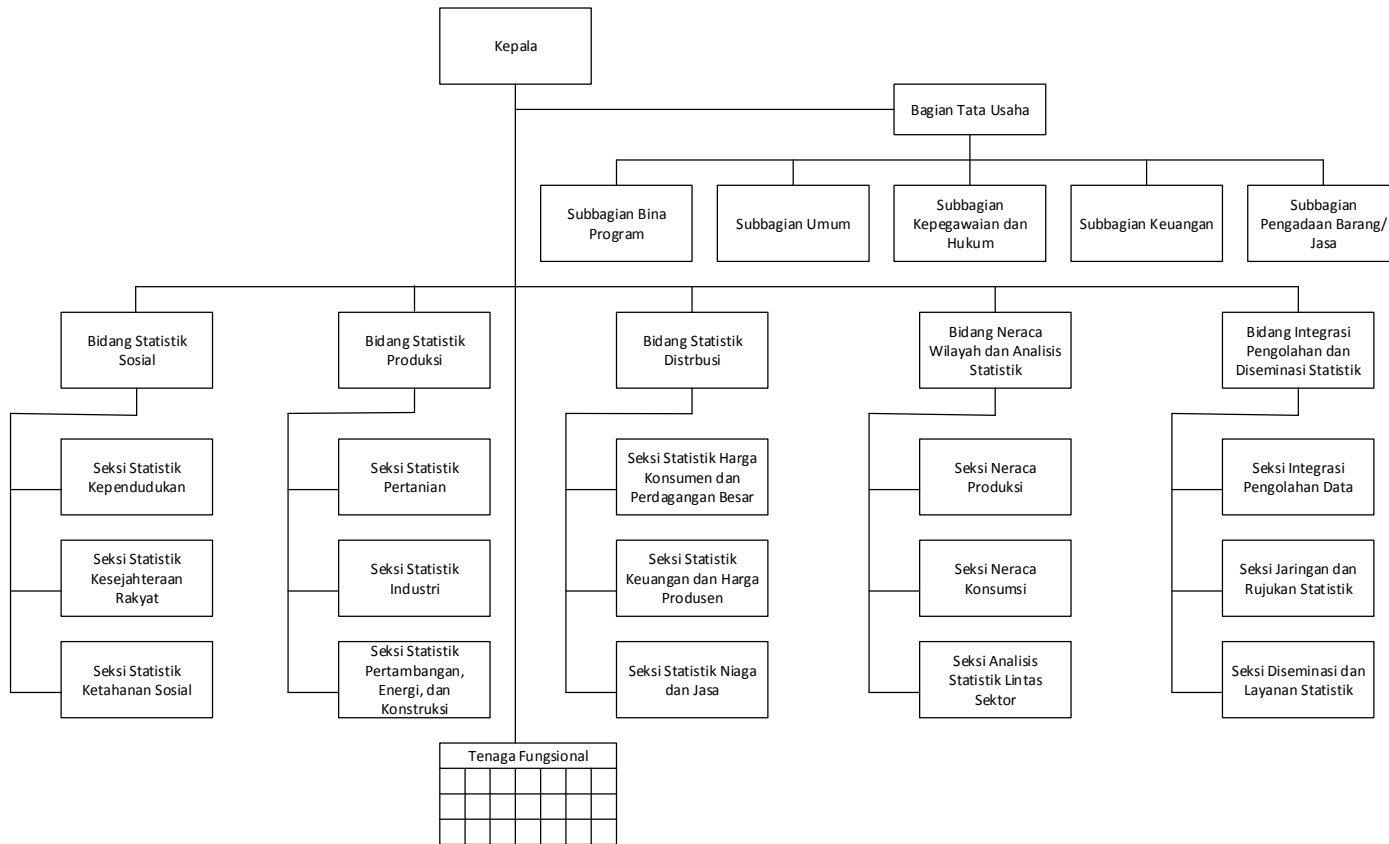 Kepala
Bagian Tata Usaha
Subbagian Bina
Program
Subbagian Umum
Subbagian
Kepegawaian dan
Hukum
Subbagian Keuangan
Subbagian
Pengadaan Barang/
Jasa
Bidang Statistik
Sosial
Bidang Statistik
Produksi
Bidang Statistik
Distrbusi
Bidang Neraca
Wilayah dan Analisis
Statistik
Bidang Integrasi
Pengolahan dan
Diseminasi Statistik
Seksi Statistik
Kependudukan
Seksi Statistik
Pertanian
Seksi Statistik Harga
Konsumen dan
Perdagangan Besar
Seksi Neraca
Produksi
Seksi Integrasi
Pengolahan Data
Seksi Statistik
Kesejahteraan
Rakyat
Seksi Statistik
Industri
Seksi Statistik
Keuangan dan Harga
Produsen
Seksi Neraca
Konsumsi
Seksi Jaringan dan
Rujukan Statistik
Seksi Statistik
Ketahanan Sosial
Seksi Statistik
Pertambangan,
Energi, dan
Konstruksi
Seksi Statistik Niaga
dan Jasa
Seksi Analisis
Statistik Lintas
Sektor
Seksi Diseminasi dan
Layanan Statistik
Tenaga Fungsional